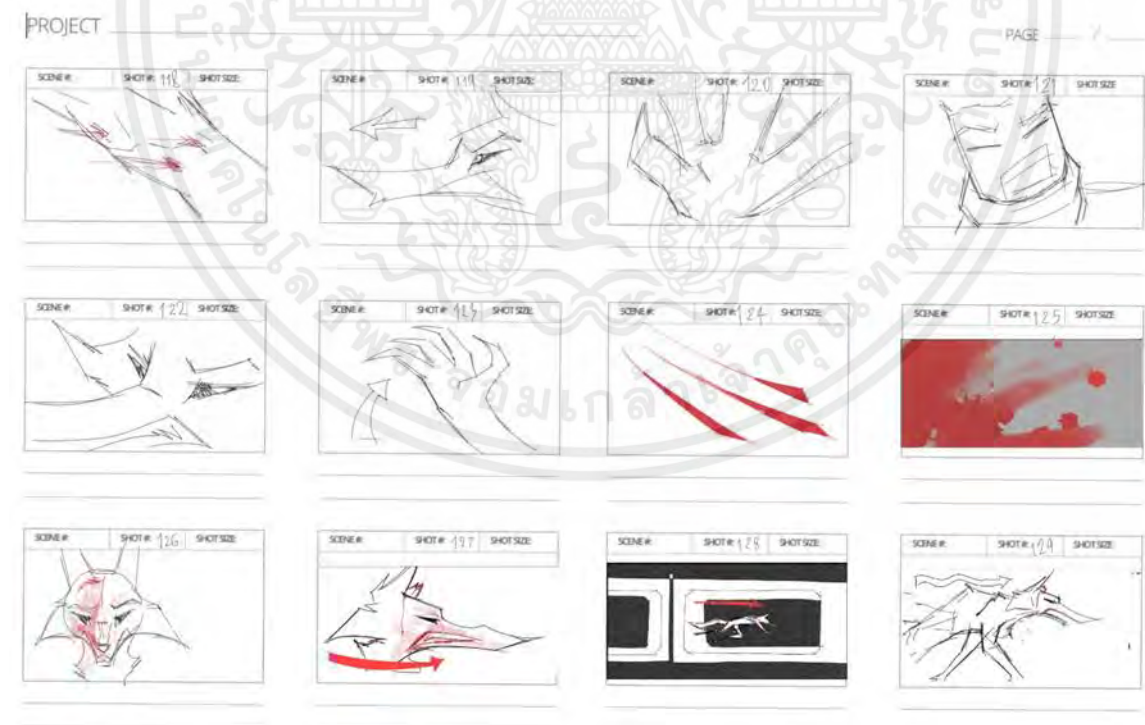 PROJECT
PAGE
SCENE #: SHOT #: 118 SHOT SIZE:
SCENE #: SHOT #: 119 SHOT SIZE:
SCENE #: SHOT #: 120 SHOT SIZE:
SCENE #: SHOT #: 121 SHOT SIZE:
SCENE #: SHOT #: 122 SHOT SIZE:
SCENE #: SHOT #: 123 SHOT SIZE:
SCENE #: SHOT #: 124 SHOT SIZE:
SCENE #: SHOT #: 125 SHOT SIZE:
SCENE #: SHOT #: 126 SHOT SIZE:
SCENE #: SHOT #: 127 SHOT SIZE:
SCENE #: SHOT #: 128 SHOT SIZE:
SCENE #: SHOT #: 129 SHOT SIZE: